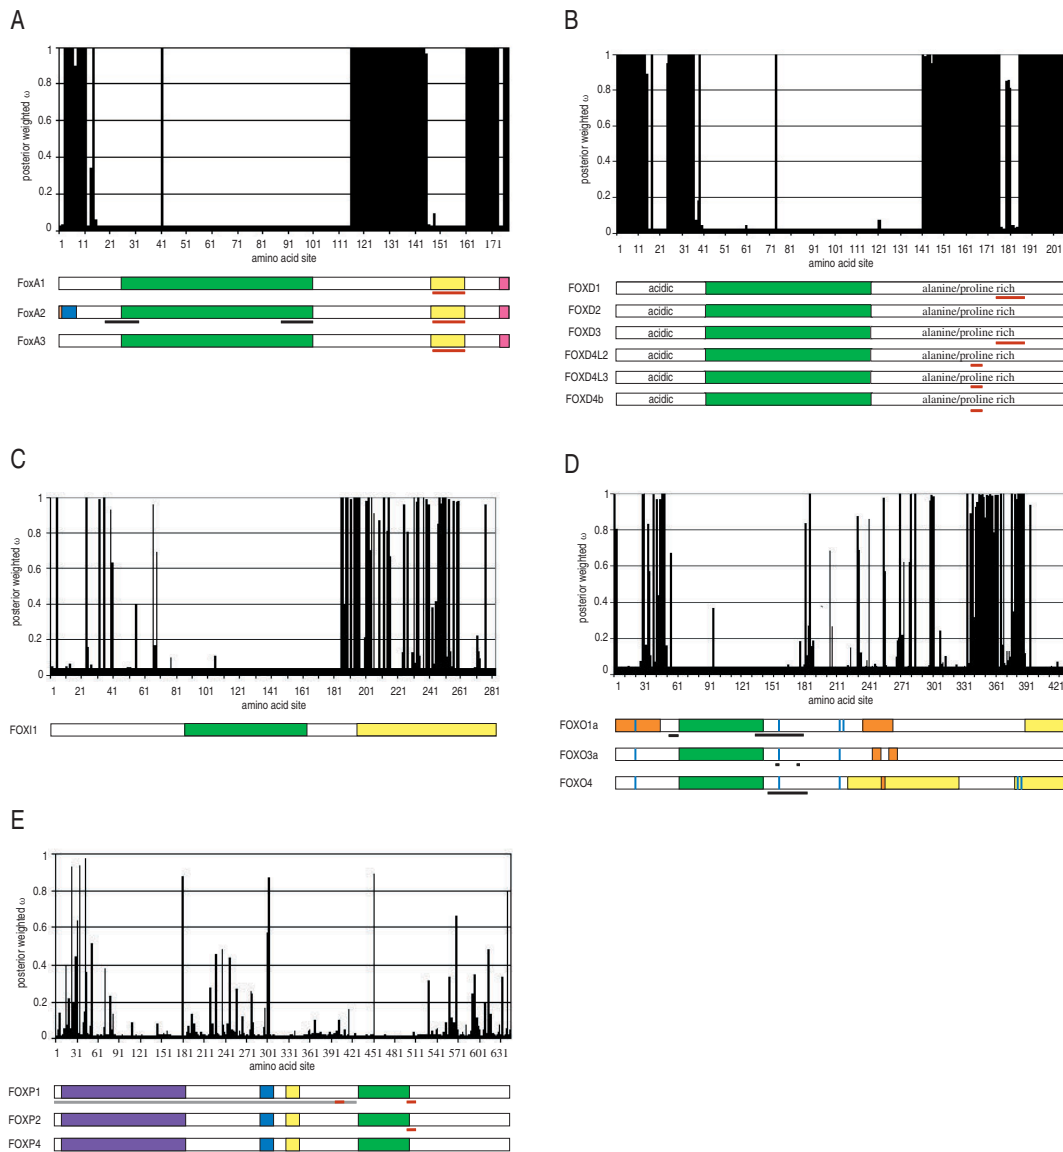 A
posterior weighted ω
1
0.8
0.6
0.4
0.2
0
1 11 21 31 41 51 61 71 81 91 101 111 121 131 141 151 161 171
amino acid site
FoxA1
FoxA2
FoxA3
B
posterior weighted ω
1
0.8
0.6
0.4
0.2
0
1 11 21 31 41 51 61 71 81 91 101 111 121 131 141 151 161 171 181 191 201
amino acid site
FOXD1 acidic alanine/proline rich
FOXD2 acidic alanine/proline rich
FOXD3 acidic alanine/proline rich
FOXD4L2 acidic alanine/proline rich
FOXD4L3 acidic alanine/proline rich
FOXD4b acidic alanine/proline rich
C
posterior weighted ω
1
0.8
0.6
0.4
0.2
0
1 21 41 61 81 101 121 141 161 181 201 221 241 261 281
amino acid site
FOXI1
D
posterior weighted ω
1
0.8
0.6
0.4
0.2
0
1 31 61 91 121 151 181 211 241 271 301 331 361 391 421
amino acid site
FOXO1a
FOXO3a
FOXO4
E
posterior weighted ω
1
0.8
0.6
0.4
0.2
0
1 31 61 91 121 151 181 211 241 271 301 331 361 391 421 451 481 511 541 571 601 631
amino acid site
FOXP1
FOXP2
FOXP4